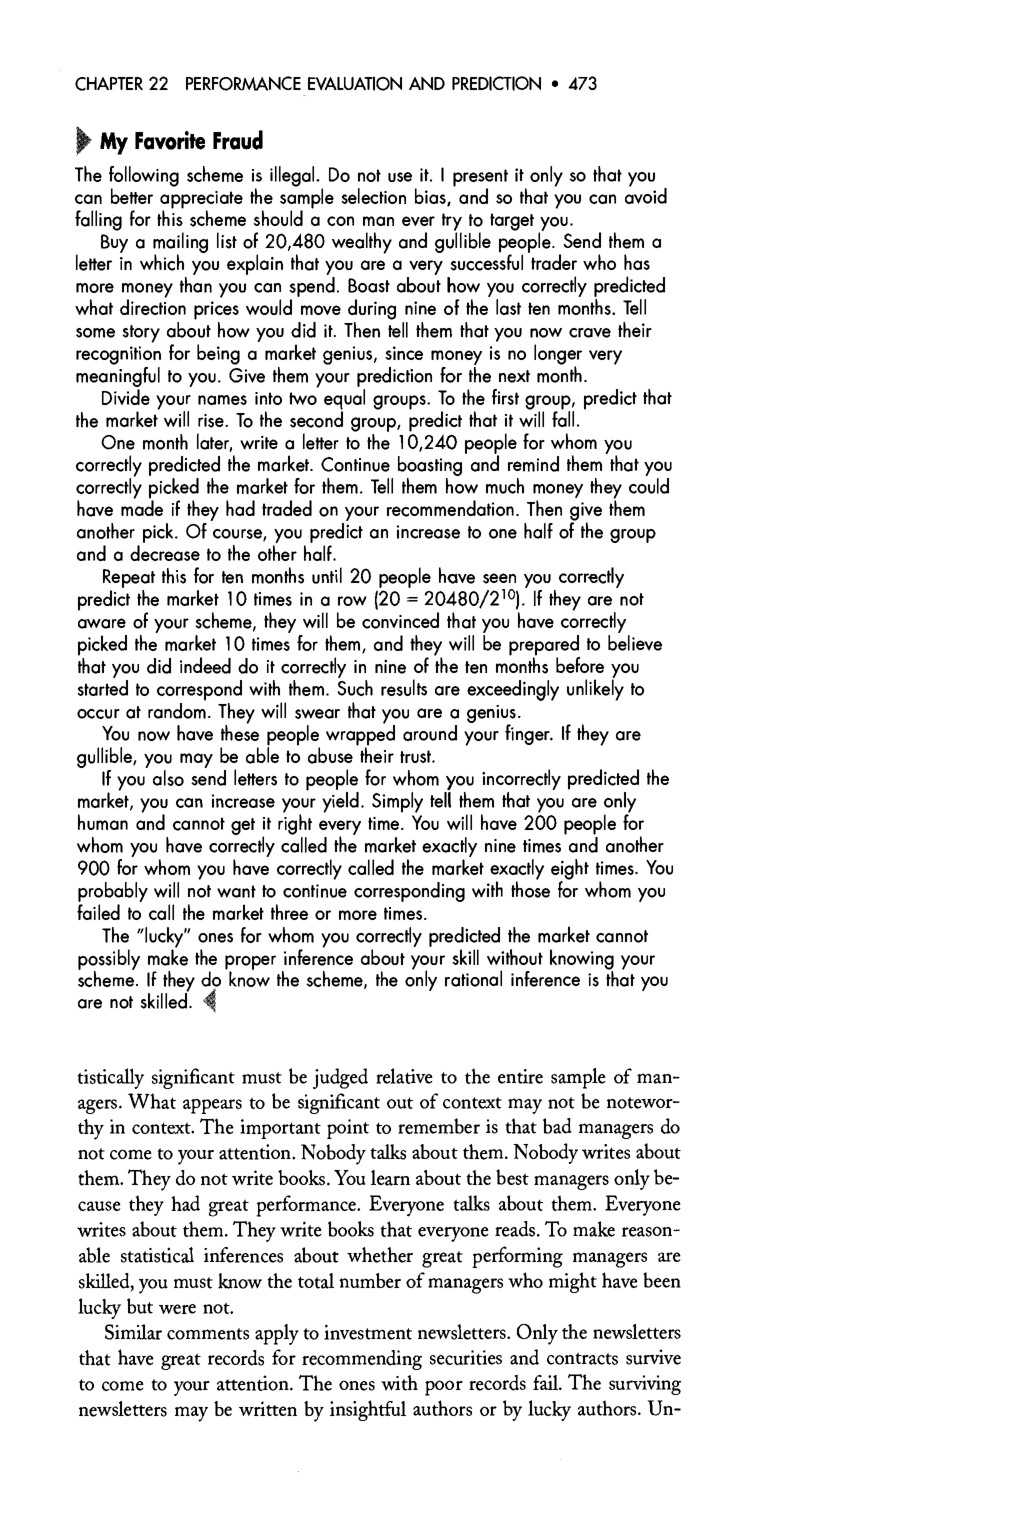 CHAPTER 22 PERFORMANCE EVALUATION AND PREDICTION • 473
My Favorite Fraud
The following scheme is illegal. Do not use it. I present it only so that you
can better appreciate the sample selection bias, and so that you can avoid
falling for this scheme should a con man ever try to target you.
Buy a mailing list of 20,480 wealthy and gullible people. Send them a
letter in which you explain that you are a very successful trader who has
more money than you can spend. Boast about how you correctly predicted
what direction prices would move during nine of the last ten months. Tell
some story about how you did it. Then tell them that you now crave their
recognition for being a market genius, since money is no longer very
meaningful to you. Give them your prediction for the next month.
Divide your names into two equal groups. To the first group, predict that
the market will rise. To the second group, predict that it will fall.
One month later, write a letter to the 10,240 people for whom you
correctly predicted the market. Continue boasting and remind them that you
correctly picked the market for them. Tell them how much money they could
have made if they had traded on your recommendation. Then give them
another pick. Of course, you predict an increase to one half of the group
and a decrease to the other half.
Repeat this for ten months until 20 people have seen you correctly
predict the market 10 times in a row (20 = 20480/2¹⁰). If they are not
aware of your scheme, they will be convinced that you have correctly
picked the market 10 times for them, and they will be prepared to believe
that you did indeed do it correctly in nine of the ten months before you
started to correspond with them. Such results are exceedingly unlikely to
occur at random. They will swear that you are a genius.
You now have these people wrapped around your finger. If they are
gullible, you may be able to abuse their trust.
If you also send letters to people for whom you incorrectly predicted the
market, you can increase your yield. Simply tell them that you are only
human and cannot get it right every time. You will have 200 people for
whom you have correctly called the market exactly nine times and another
900 for whom you have correctly called the market exactly eight times. You
probably will not want to continue corresponding with those for whom you
failed to call the market three or more times.
The "lucky" ones for whom you correctly predicted the market cannot
possibly make the proper inference about your skill without knowing your
scheme. If they do know the scheme, the only rational inference is that you
are not skilled.
tistically significant must be judged relative to the entire sample of man-
agers. What appears to be significant out of context may not be notewor-
thy in context. The important point to remember is that bad managers do
not come to your attention. Nobody talks about them. Nobody writes about
them. They do not write books. You learn about the best managers only be-
cause they had great performance. Everyone talks about them. Everyone
writes about them. They write books that everyone reads. To make reason-
able statistical inferences about whether great performing managers are
skilled, you must know the total number of managers who might have been
lucky but were not.
Similar comments apply to investment newsletters. Only the newsletters
that have great records for recommending securities and contracts survive
to come to your attention. The ones with poor records fail. The surviving
newsletters may be written by insightful authors or by lucky authors. Un-